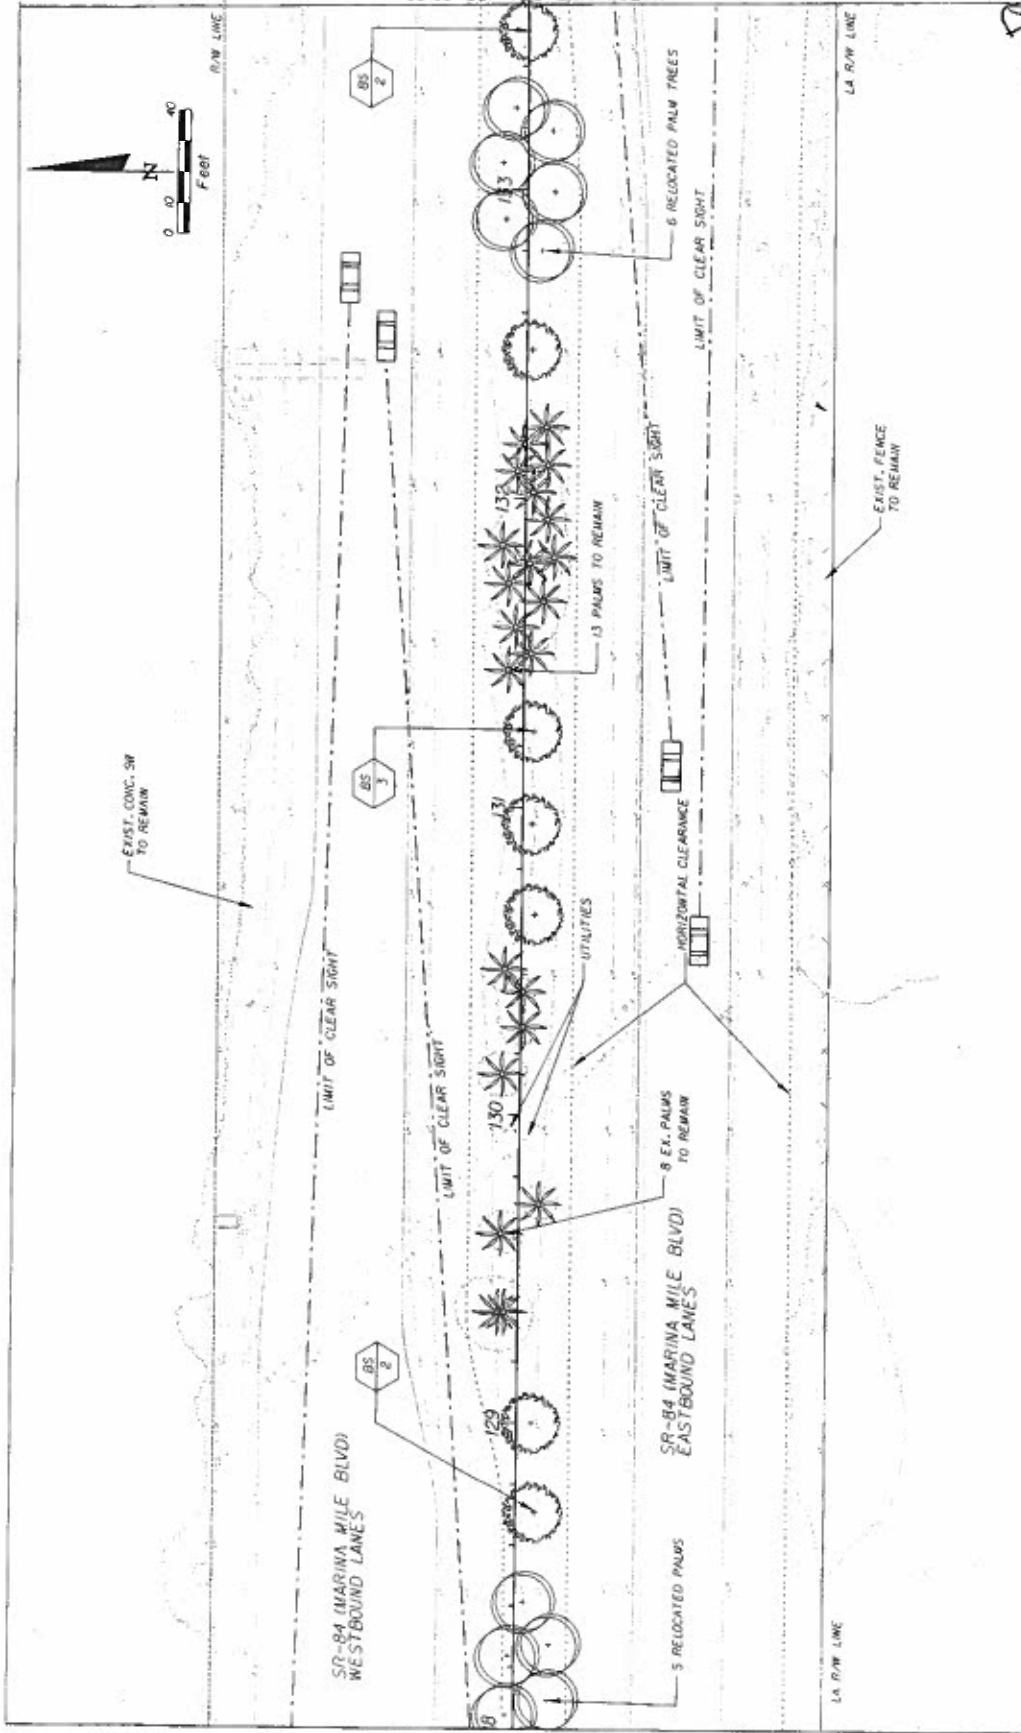 R/W LINE
N
0 10 40
Feet
BS
2
133
6 RELOCATED PALM TREES
LIMIT OF CLEAR SIGHT
LA R/W LINE
132
LIMIT OF CLEAR SIGHT
13 PALMS TO REMAIN
EXIST. FENCE
TO REMAIN
EXIST. CONC. SW
TO REMAIN
BS
3
131
HORIZONTAL CLEARANCE
UTILITIES
LIMIT OF CLEAR SIGHT
LIMIT OF CLEAR SIGHT
130
8 EX. PALMS
TO REMAIN
BS
2
129
SR-84 (MARINA MILE BLVD)
EASTBOUND LANES
SR-84 (MARINA MILE BLVD)
WESTBOUND LANES
5 RELOCATED PALMS
8
LA R/W LINE